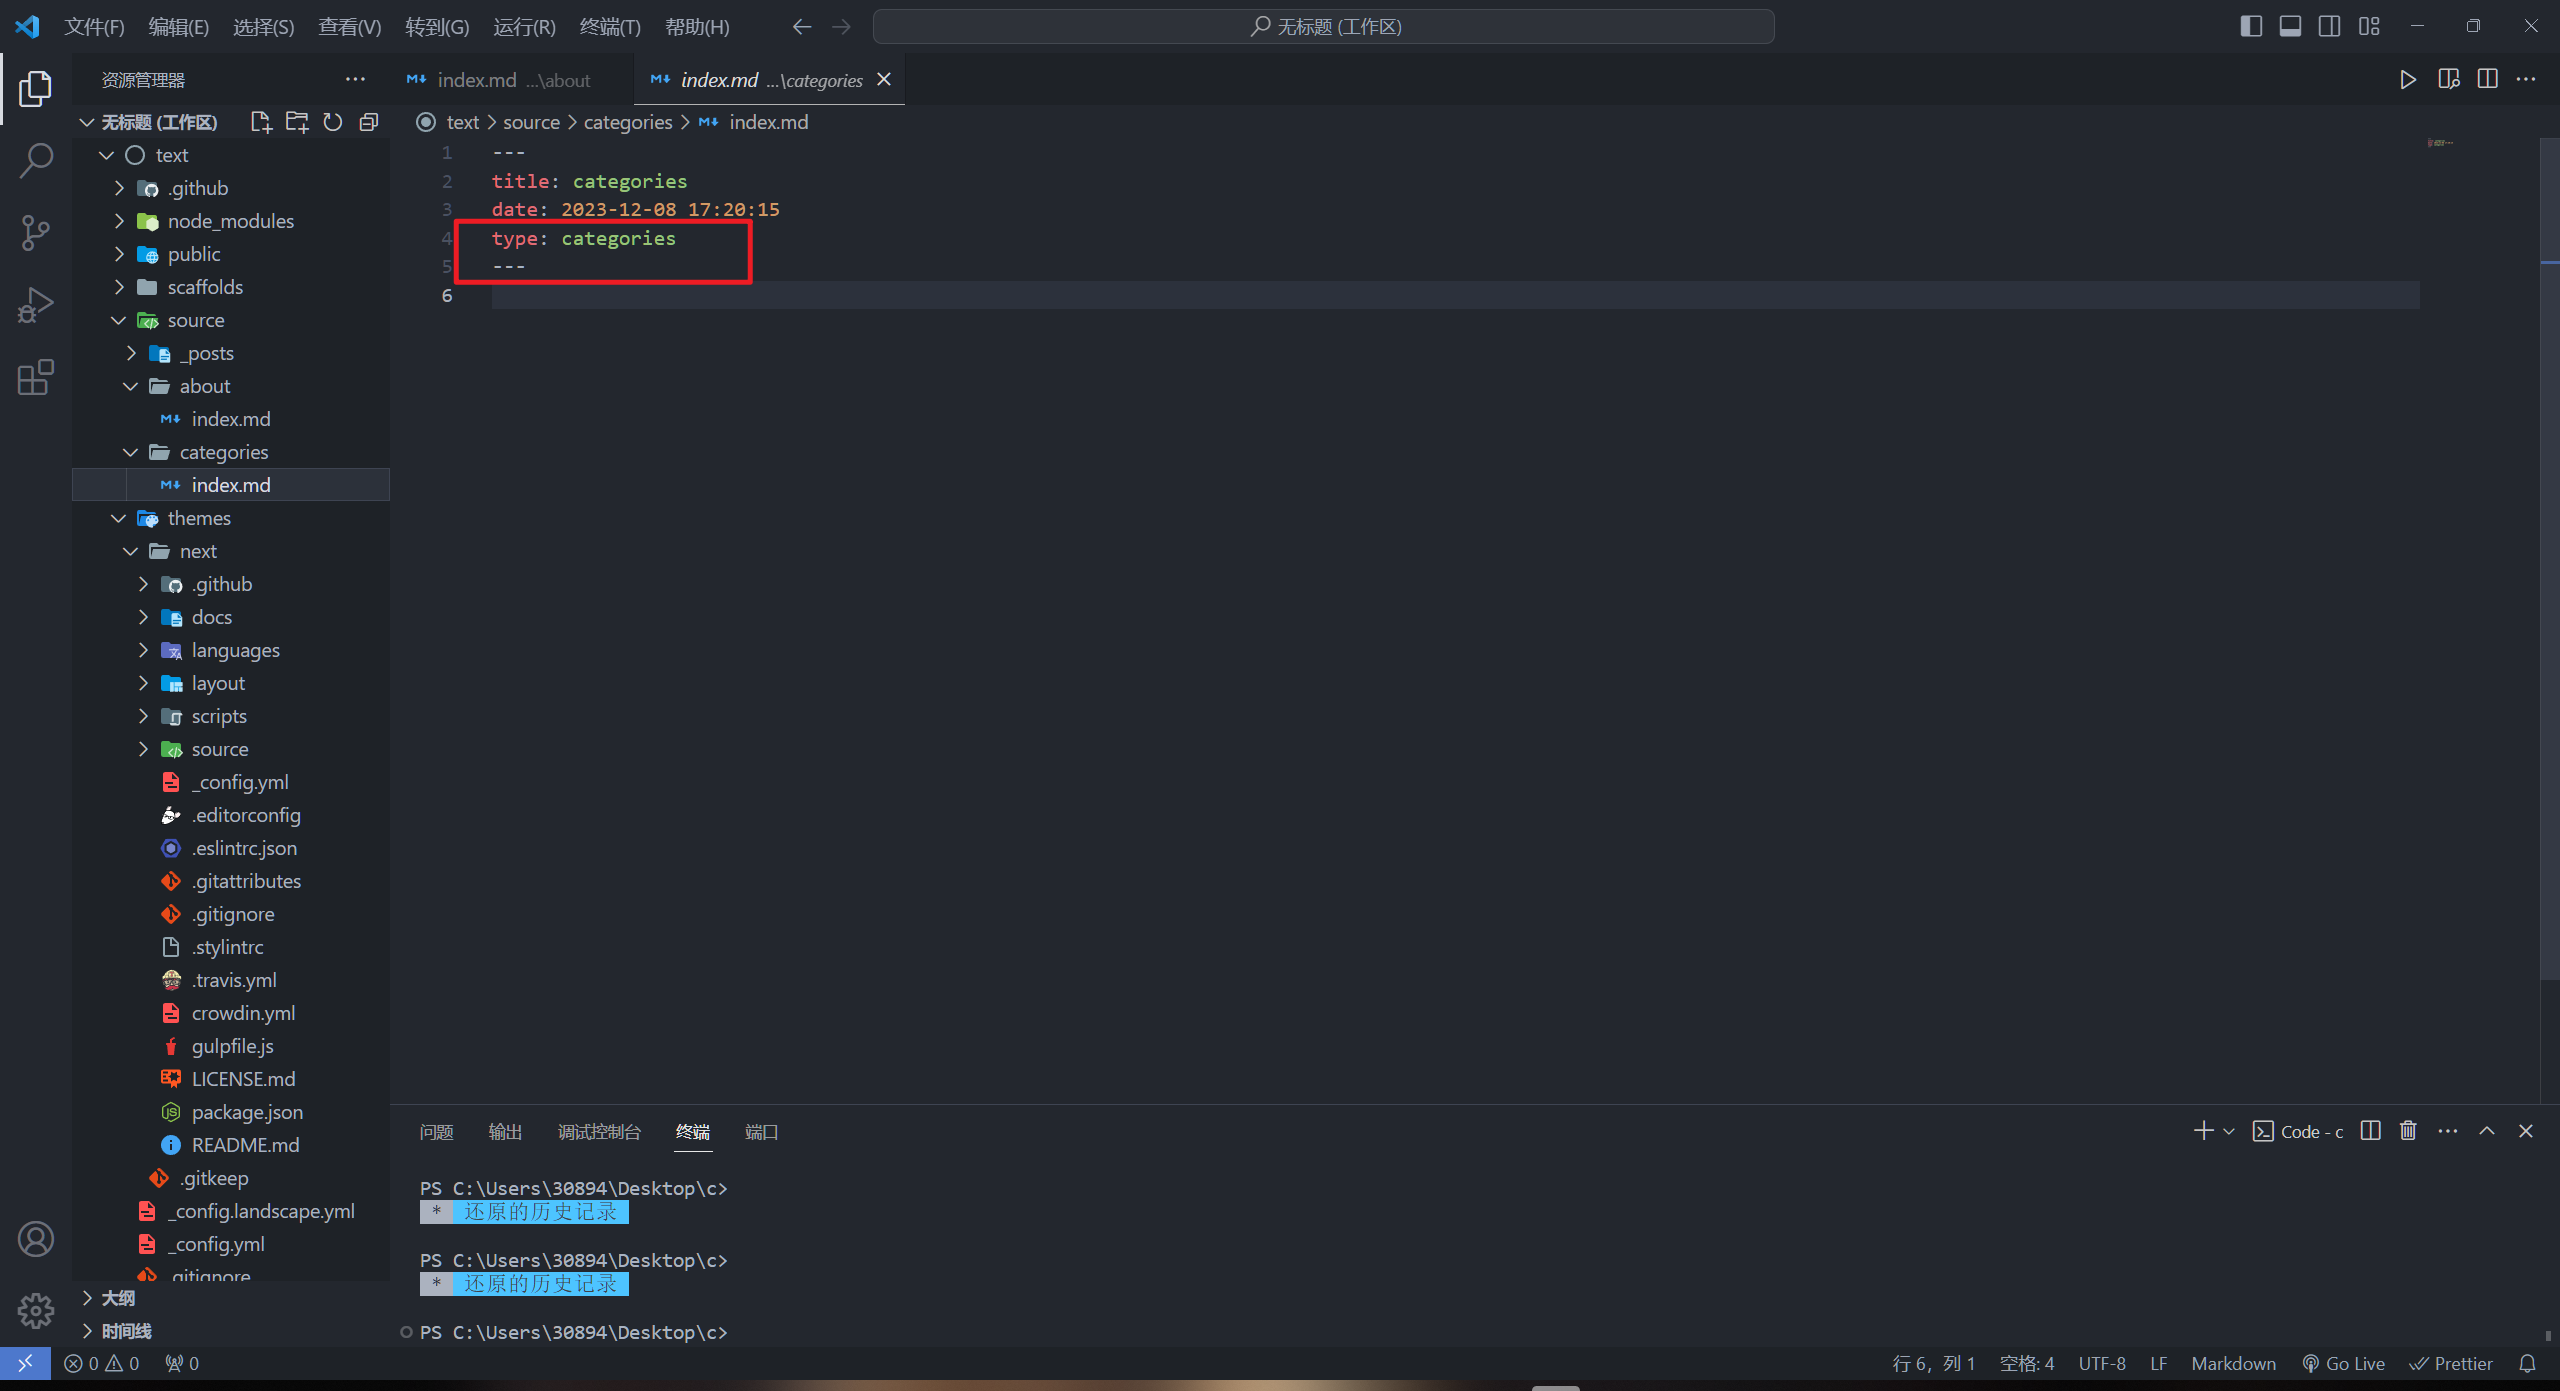 文件(F) 编辑(E) 选择(S) 查看(V) 转到(G) 运行(R) 终端(T) 帮助(H) 无标题 (工作区)
资源管理器
index.md ...\about
index.md ...\categories
无标题 (工作区)
text > source > categories > index.md
text
.github
node_modules
public
scaffolds
source
_posts
about
index.md
categories
index.md
themes
next
.github
docs
languages
layout
scripts
source
_config.yml
.editorconfig
.eslintrc.json
.gitattributes
.gitignore
.stylintrc
.travis.yml
crowdin.yml
gulpfile.js
LICENSE.md
package.json
README.md
.gitkeep
_config.landscape.yml
_config.yml
.gitignore
大纲
时间线
1 ---
2 title: categories
3 date: 2023-12-08 17:20:15
4 type: categories
5 ---
6
问题 输出 调试控制台 终端 端口 Code - c
PS C:\Users\30894\Desktop\c>
* 还原的历史记录
PS C:\Users\30894\Desktop\c>
* 还原的历史记录
PS C:\Users\30894\Desktop\c>
0 0 0 行 6，列 1 空格: 4 UTF-8 LF Markdown Go Live Prettier